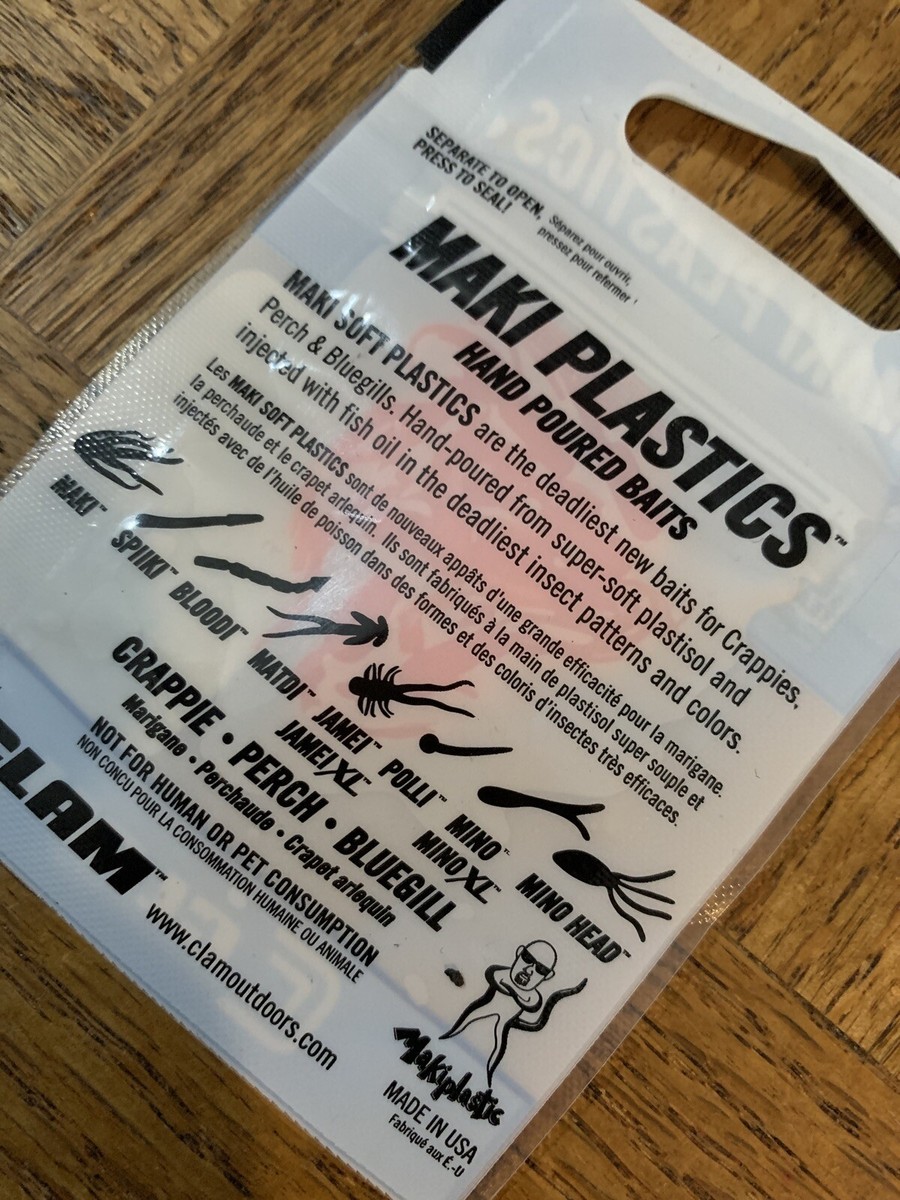 SEPARATE TO OPEN,
PRESS TO SEAL!
Séparez pour ouvrir,
pressez pour refermer !
MAKI PLASTICS™
HAND POURED BAITS
MAKI SOFT PLASTICS are the deadliest new baits for Crappies,
Perch & Bluegills. Hand-poured from super-soft plastisol and
injected with fish oil in the deadliest insect patterns and colors.
Les MAKI SOFT PLASTICS sont de nouveaux appâts d'une grande efficacité pour la marigane.
la perchaude et le crapet arlequin. Ils sont fabriqués à la main de plastisol super souple et
injectés avec de l'huile de poisson dans des formes et des coloris d'insectes très efficaces.
MAKI™
SPIIKI™
BLOODI™
MATDI™
JAMEI™
JAMEI XL™
POLLI™
MINO™
MINO XL™
MINO HEAD™
CRAPPIE • PERCH • BLUEGILL
Marigane • Perchaude • Crapet arlequin
NOT FOR HUMAN OR PET CONSUMPTION
NON CONCU POUR LA CONSOMMATION HUMAINE OU ANIMALE
CLAM™
www.clamoutdoors.com
Makiplastic
MADE IN USA
Fabriqué aux É.-U